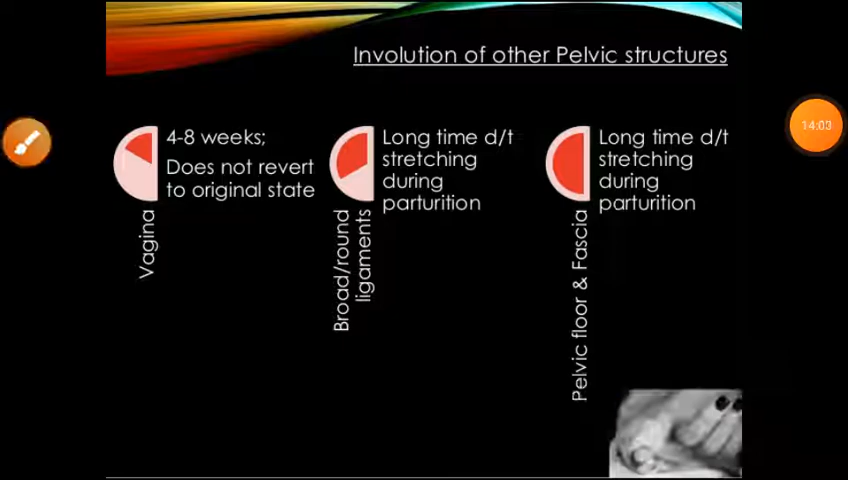 Involution of other Pelvic structures
14:03
4-8 weeks;
Does not revert
to original state
Vagina
Long time d/t
stretching
during
parturition
Broad/round
ligaments
Long time d/t
stretching
during
parturition
Pelvic floor & Fascia